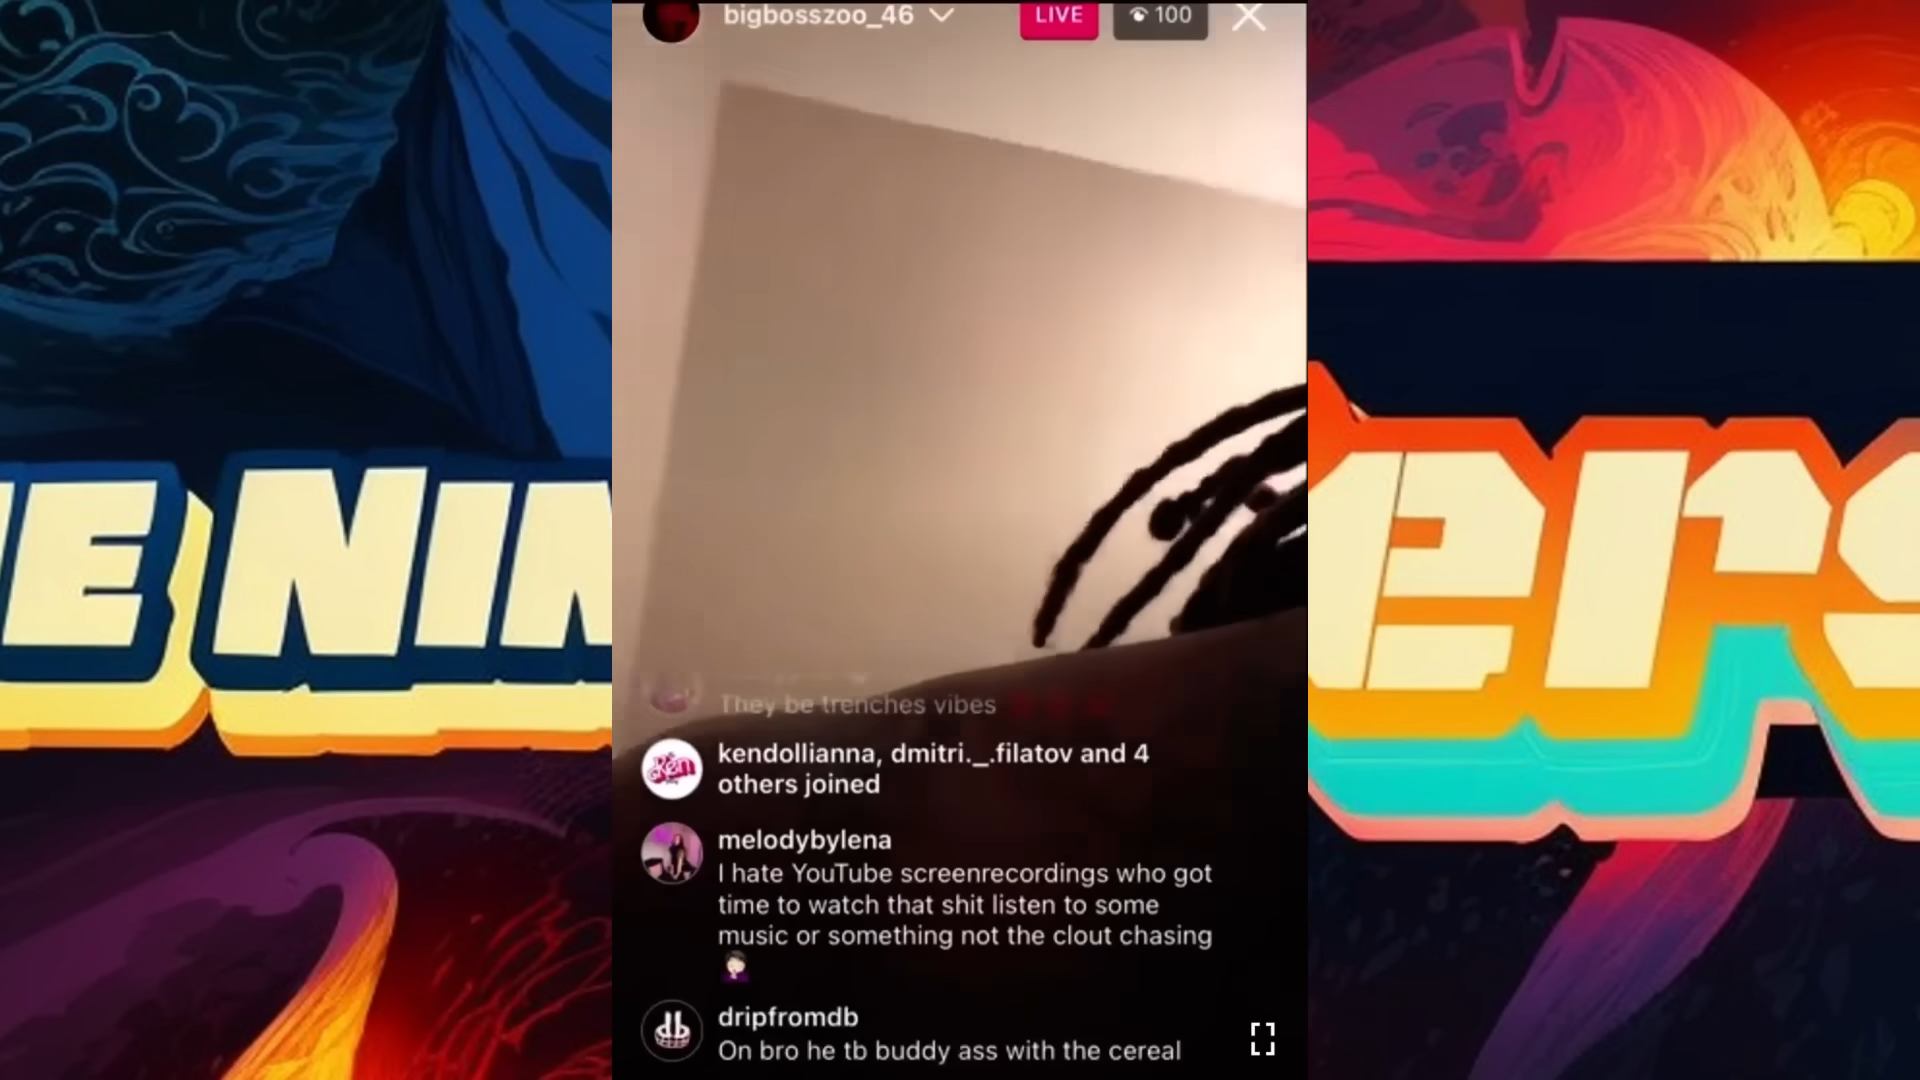 bigbosszoo_46
LIVE
100
They be trenches vibes
kendollianna, dmitri._.filatov and 4
others joined
melodybylena
I hate YouTube screenrecordings who got
time to watch that shit listen to some
music or something not the clout chasing
dripfromdb
On bro he tb buddy ass with the cereal
E NIN
ers